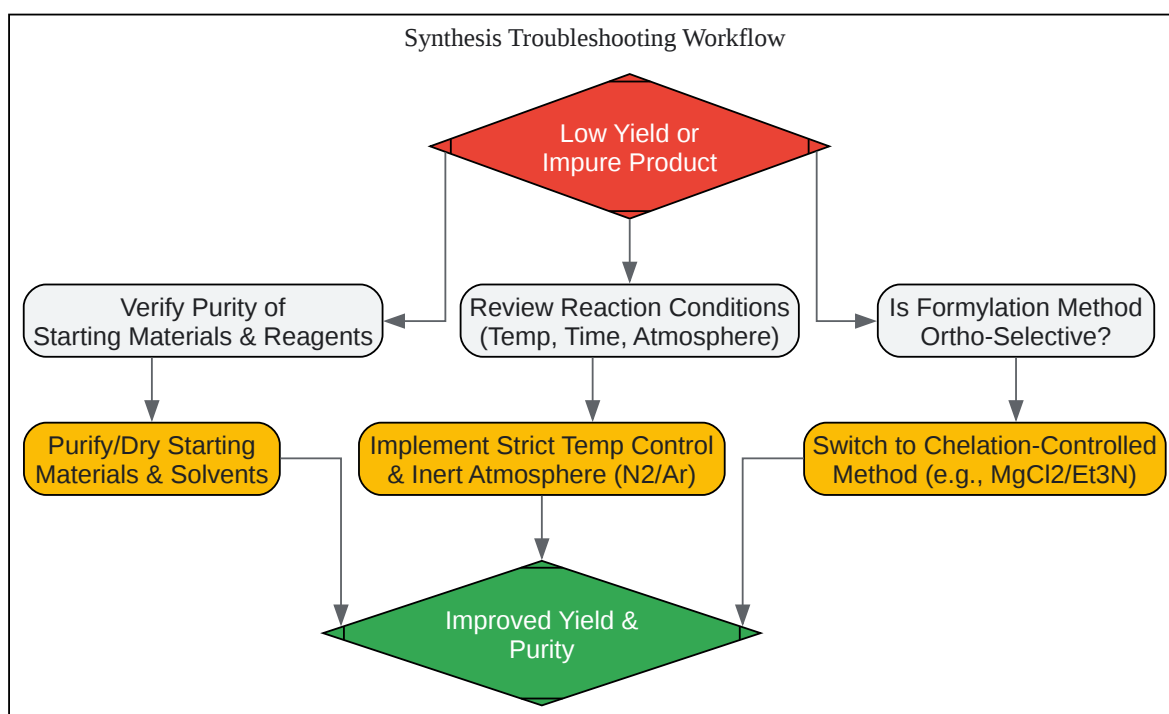 Synthesis Troubleshooting Workflow
Low Yield or
Impure Product
Verify Purity of
Starting Materials & Reagents
Review Reaction Conditions
(Temp, Time, Atmosphere)
Is Formylation Method
Ortho-Selective?
Purify/Dry Starting
Materials & Solvents
Implement Strict Temp Control
& Inert Atmosphere (N2/Ar)
Switch to Chelation-Controlled
Method (e.g., MgCl2/Et3N)
Improved Yield &
Purity